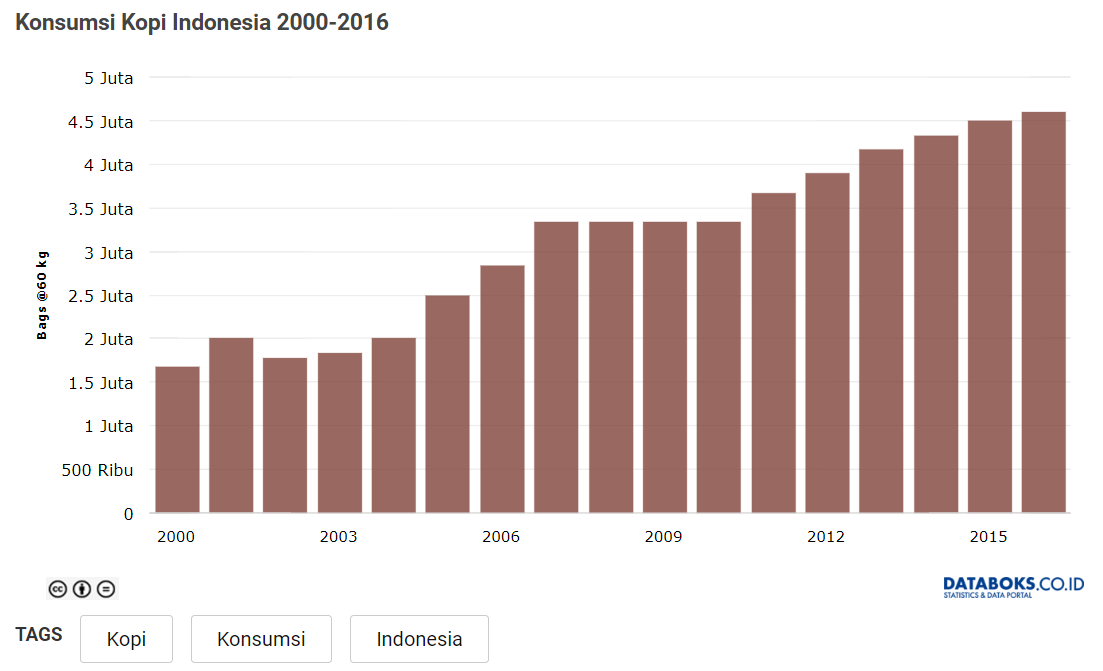 Konsumsi Kopi Indonesia 2000-2016
5 Juta
4.5 Juta
4 Juta
3.5 Juta
3 Juta
2.5 Juta
2 Juta
1.5 Juta
1 Juta
500 Ribu
0
Bags @60 kg
2000 2003 2006 2009 2012 2015
cc
DATABOKS.CO.ID
STATISTICS & DATA PORTAL
TAGS Kopi Konsumsi Indonesia